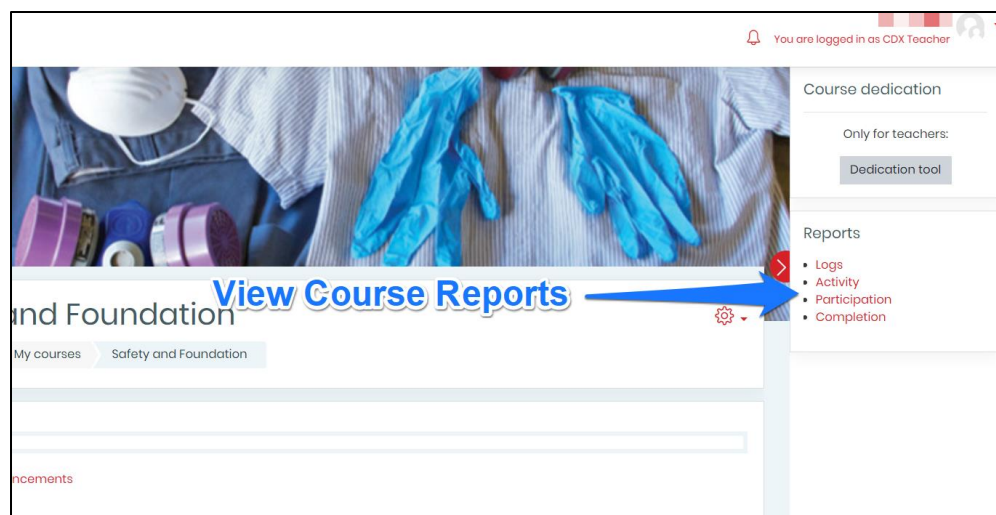 You are logged in as CDX Teacher
Course dedication
Only for teachers:
Dedication tool
Reports
Logs
Activity
Participation
Completion
View Course Reports
and Foundation
My courses
Safety and Foundation
ncements